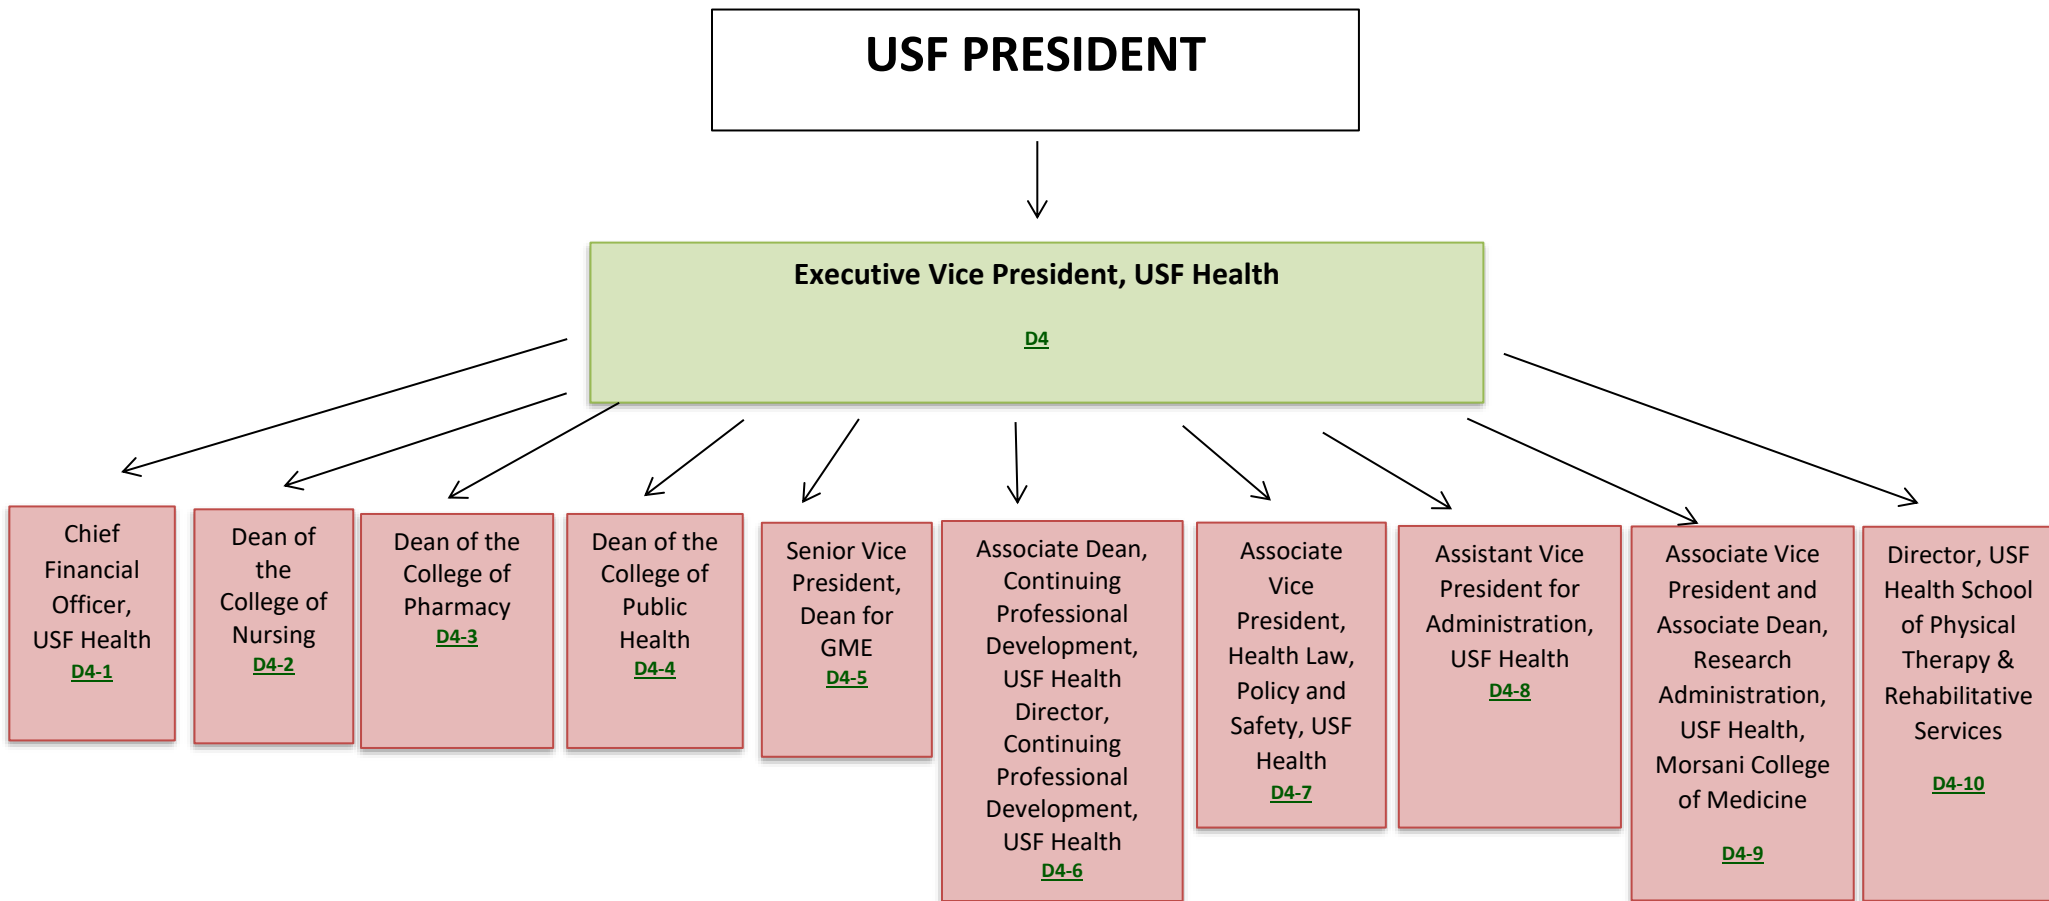 USF PRESIDENT
Executive Vice President, USF Health
D4
Chief
Financial
Officer,
USF Health
D4-1
Dean of
the
College of
Nursing
D4-2
Dean of the
College of
Pharmacy
D4-3
Dean of the
College of
Public
Health
D4-4
Senior Vice
President,
Dean for
GME
D4-5
Associate Dean,
Continuing
Professional
Development,
USF Health
Director,
Continuing
Professional
Development,
USF Health
D4-6
Associate
Vice
President,
Health Law,
Policy and
Safety, USF
Health
D4-7
Assistant Vice
President for
Administration,
USF Health
D4-8
Associate Vice
President and
Associate Dean,
Research
Administration,
USF Health,
Morsani College
of Medicine
D4-9
Director, USF
Health School
of Physical
Therapy &
Rehabilitative
Services
D4-10